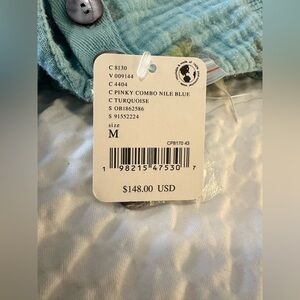 C 8130
V 009144
C 4404
C PINKY COMBO NILE BLUE
C TURQUOISE
S OB1862586
S 91552224
size
M
CP8170-43
1 98215 47530 7
$148.00 USD